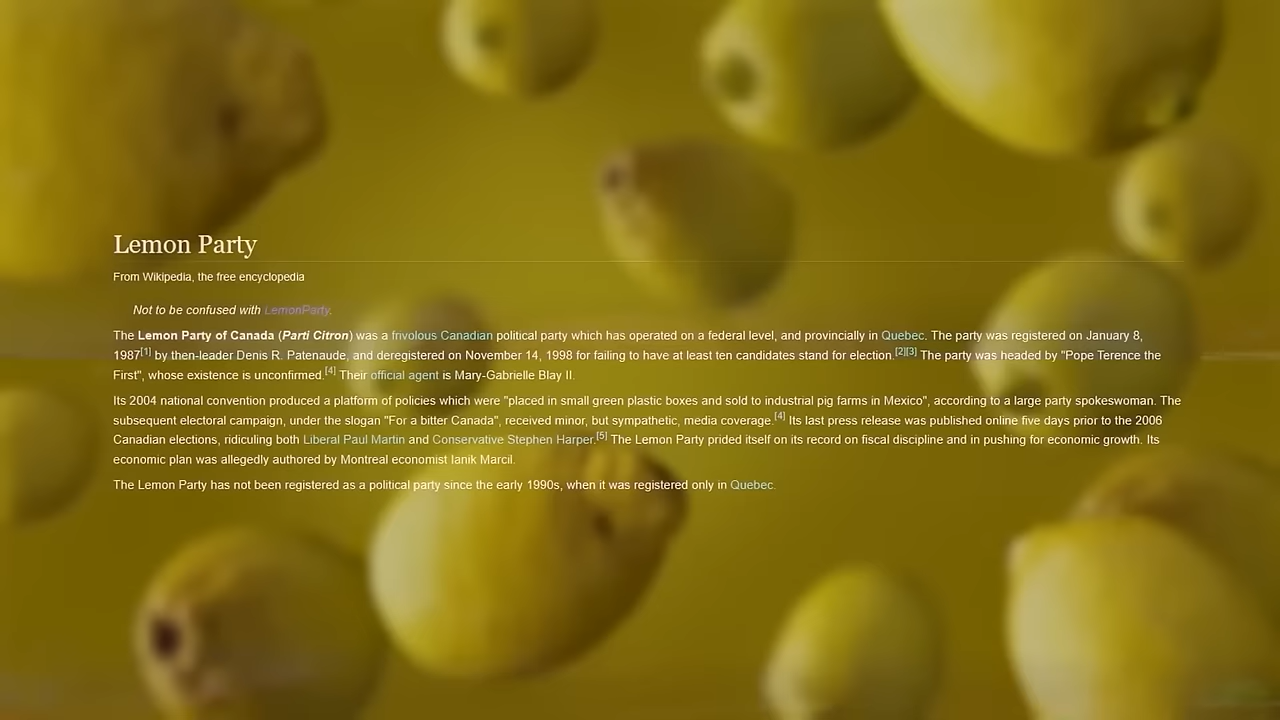 Lemon Party
From Wikipedia, the free encyclopedia
Not to be confused with LemonParty.
The Lemon Party of Canada (Parti Citron) was a frivolous Canadian political party which has operated on a federal level, and provincially in Quebec. The party was registered on January 8,
1987[1] by then-leader Denis R. Patenaude, and deregistered on November 14, 1998 for failing to have at least ten candidates stand for election.[2][3] The party was headed by "Pope Terence the
First", whose existence is unconfirmed.[4] Their official agent is Mary-Gabrielle Blay II.
Its 2004 national convention produced a platform of policies which were "placed in small green plastic boxes and sold to industrial pig farms in Mexico", according to a large party spokeswoman. The
subsequent electoral campaign, under the slogan "For a bitter Canada", received minor, but sympathetic, media coverage.[4] Its last press release was published online five days prior to the 2006
Canadian elections, ridiculing both Liberal Paul Martin and Conservative Stephen Harper.[5] The Lemon Party prided itself on its record on fiscal discipline and in pushing for economic growth. Its
economic plan was allegedly authored by Montreal economist Ianik Marcil.
The Lemon Party has not been registered as a political party since the early 1990s, when it was registered only in Quebec.